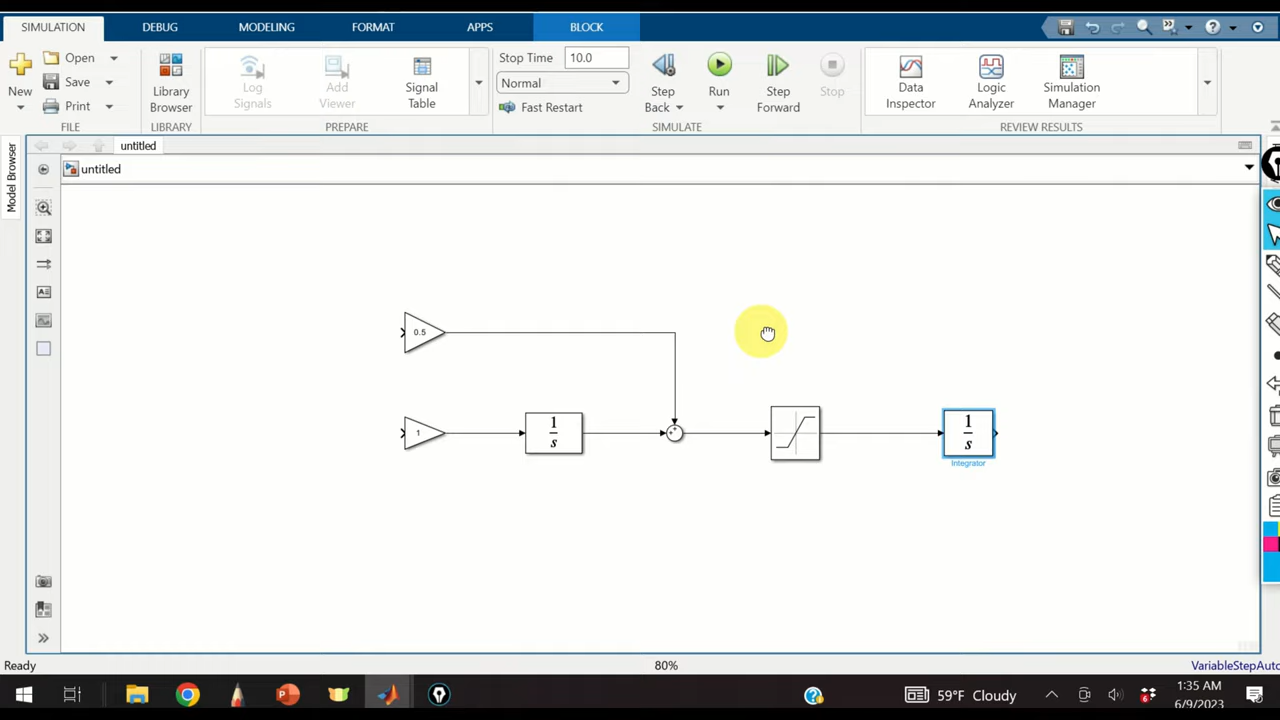 SIMULATION DEBUG MODELING FORMAT APPS BLOCK
New
Open
Save
Print
FILE
Library
Browser
LIBRARY
Log
Signals
Add
Viewer
Signal
Table
PREPARE
Stop Time 10.0
Normal
Fast Restart
Step
Back
Run
Step
Forward
Stop
SIMULATE
Data
Inspector
Logic
Analyzer
Simulation
Manager
REVIEW RESULTS
Model Browser
untitled
untitled
0.5
1
1
s
+
+
1
s
Integrator
Ready 80% VariableStepAuto
59°F Cloudy
1:35 AM
6/9/2023